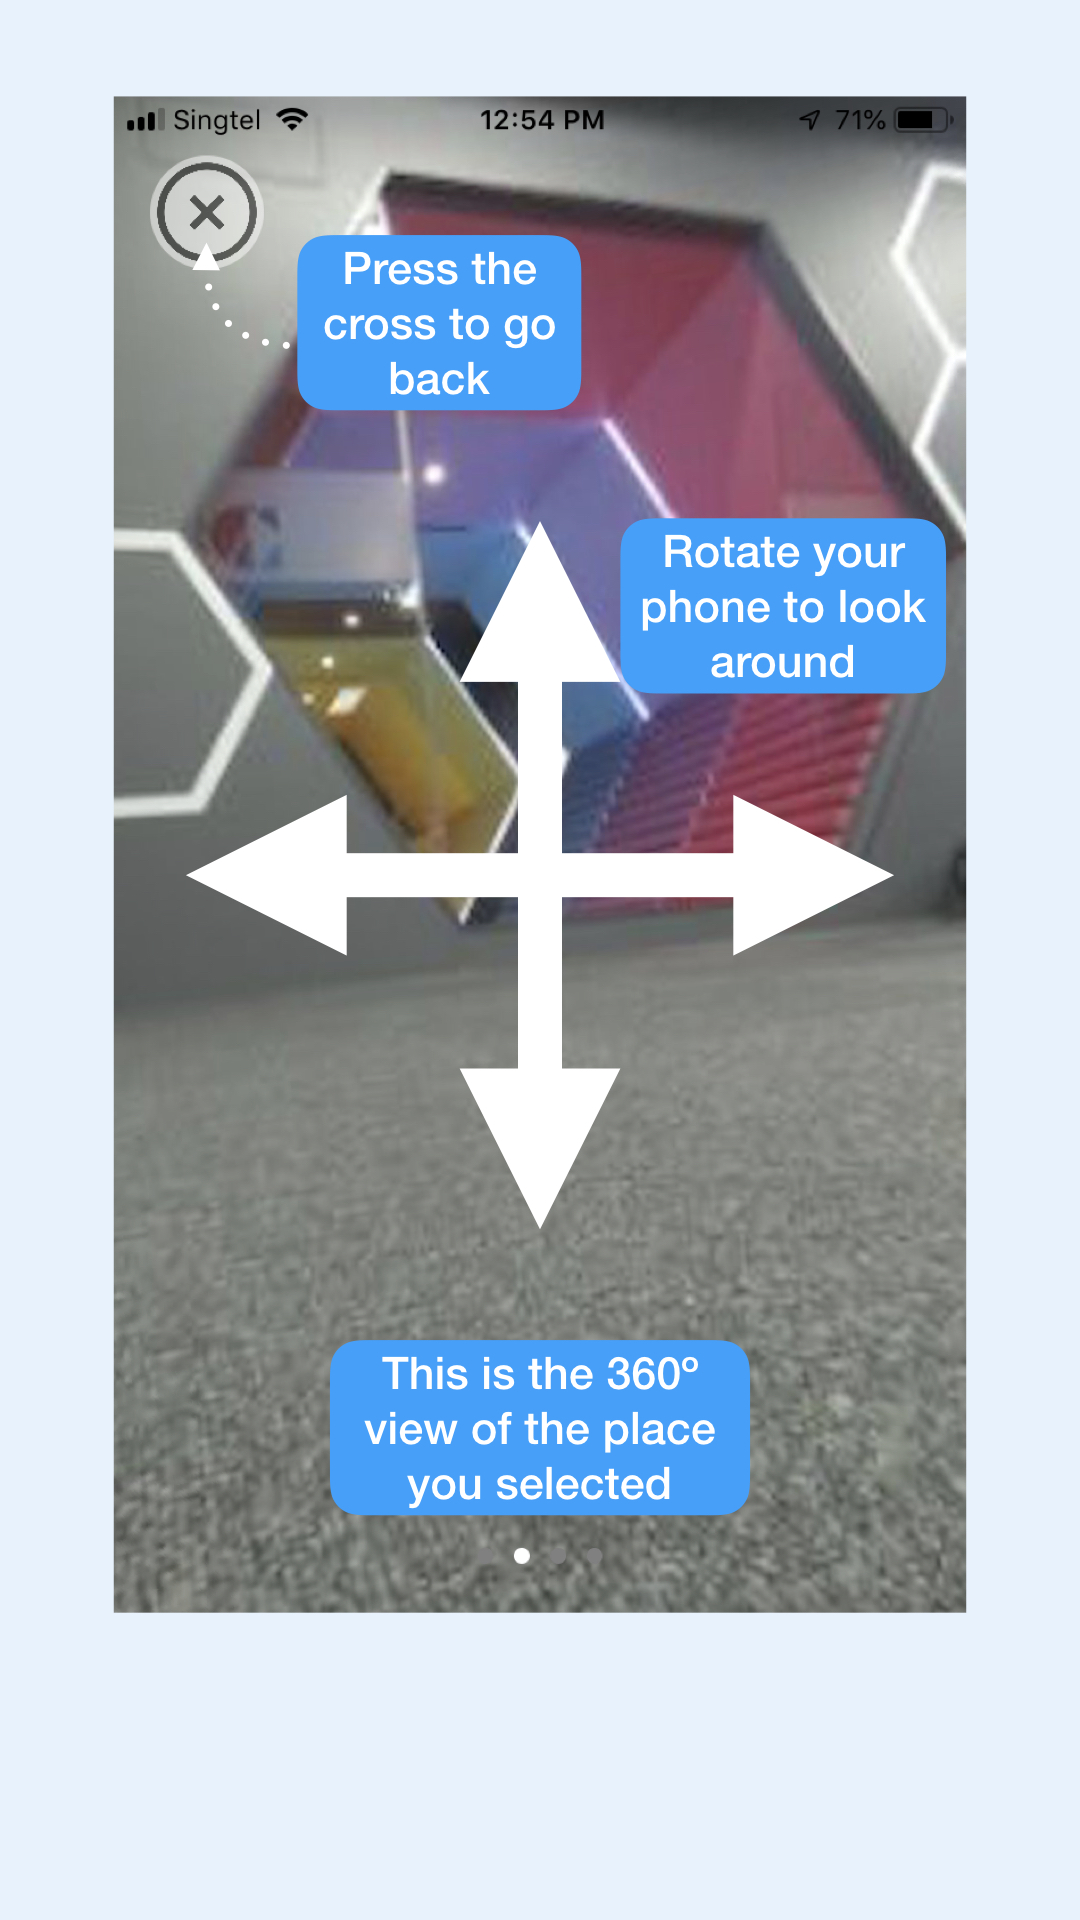 Singtel 12:54 PM 71%
Press the
cross to go
back
Rotate your
phone to look
around
This is the 360º
view of the place
you selected